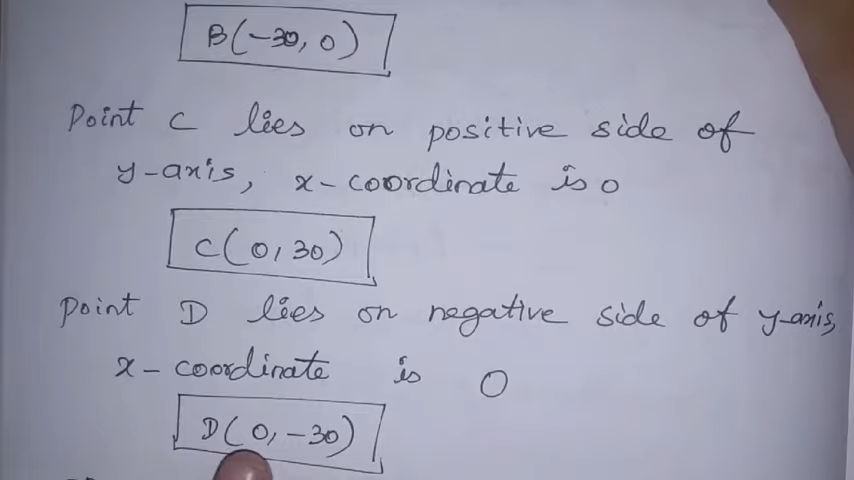 B(-30, 0)
Point C lies on positive side of
y-axis, x-coordinate is 0
C(0, 30)
Point D lies on negative side of y-axis,
x-coordinate is 0
D(0, -30)